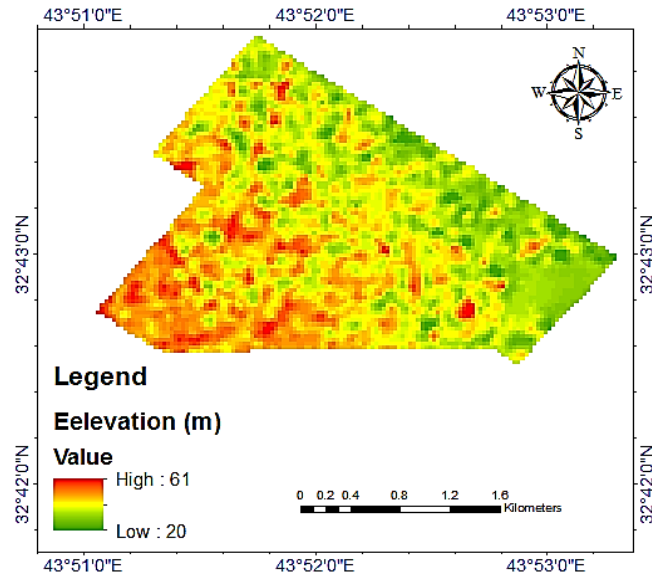 43°51'0"E 43°52'0"E 43°53'0"E
N
W E
S
32°43'0"N 32°43'0"N
Legend
Eelevation (m)
Value
High : 61
Low : 20
32°42'0"N 32°42'0"N
0 0.2 0.4 0.8 1.2 1.6
Kilometers
43°51'0"E 43°52'0"E 43°53'0"E